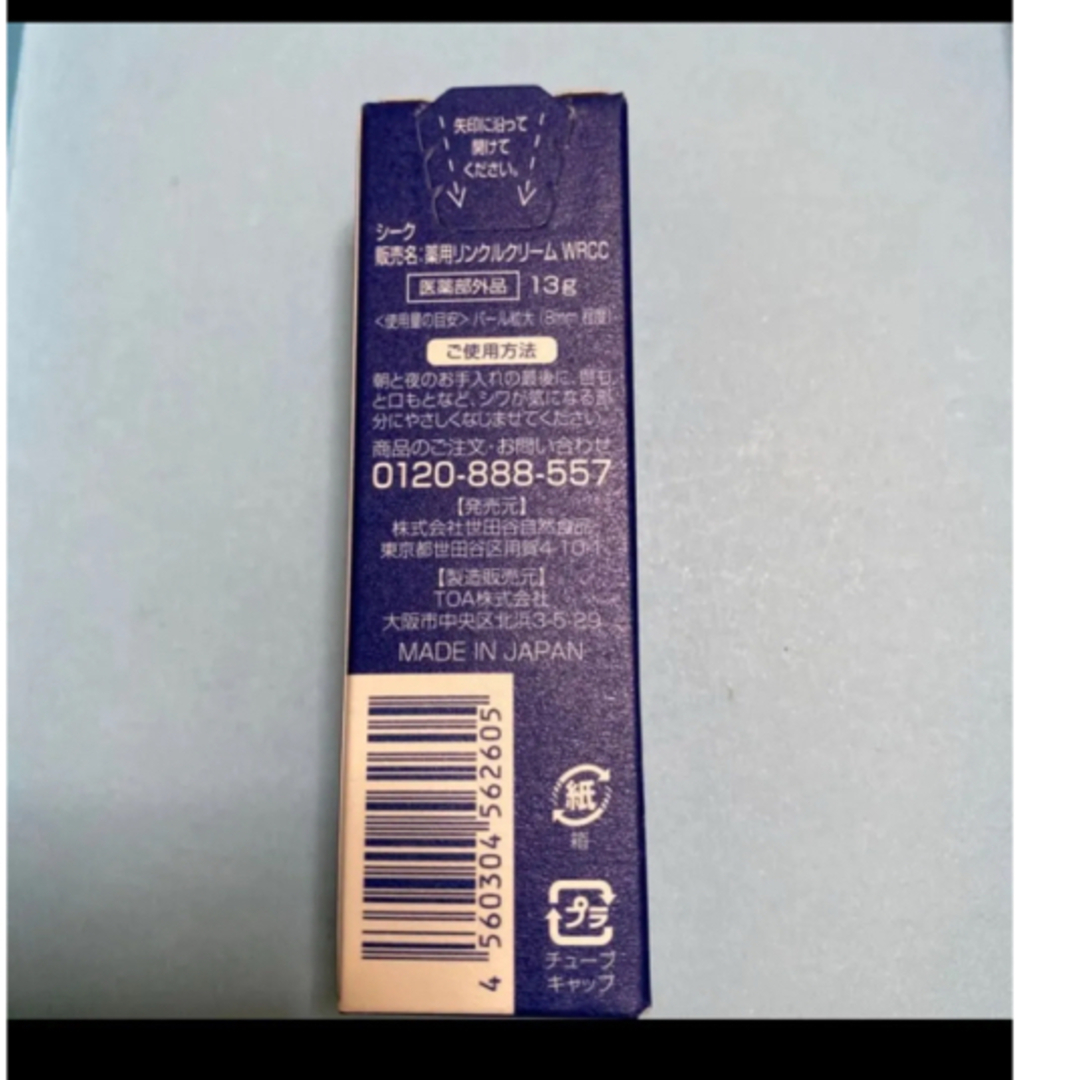 矢印に沿って
開けて
ください。
シーク
販売名:薬用リンクルクリーム WRCC
医薬部外品 13g
<使用量の目安>パール粒大(8mm 程度)
ご使用方法
朝と夜のお手入れの最後に、目も
と口もとなど、シワが気になる部
分にやさしくなじませてください。
商品のご注文・お問い合わせ
0120-888-557
【発売元】
株式会社世田谷自然食品
東京都世田谷区用賀4-10-1
【製造販売元】
TOA株式会社
大阪市中央区北浜3-5-29
MADE IN JAPAN
4 560304 562605
紙
箱
プラ
チューブ
キャップ